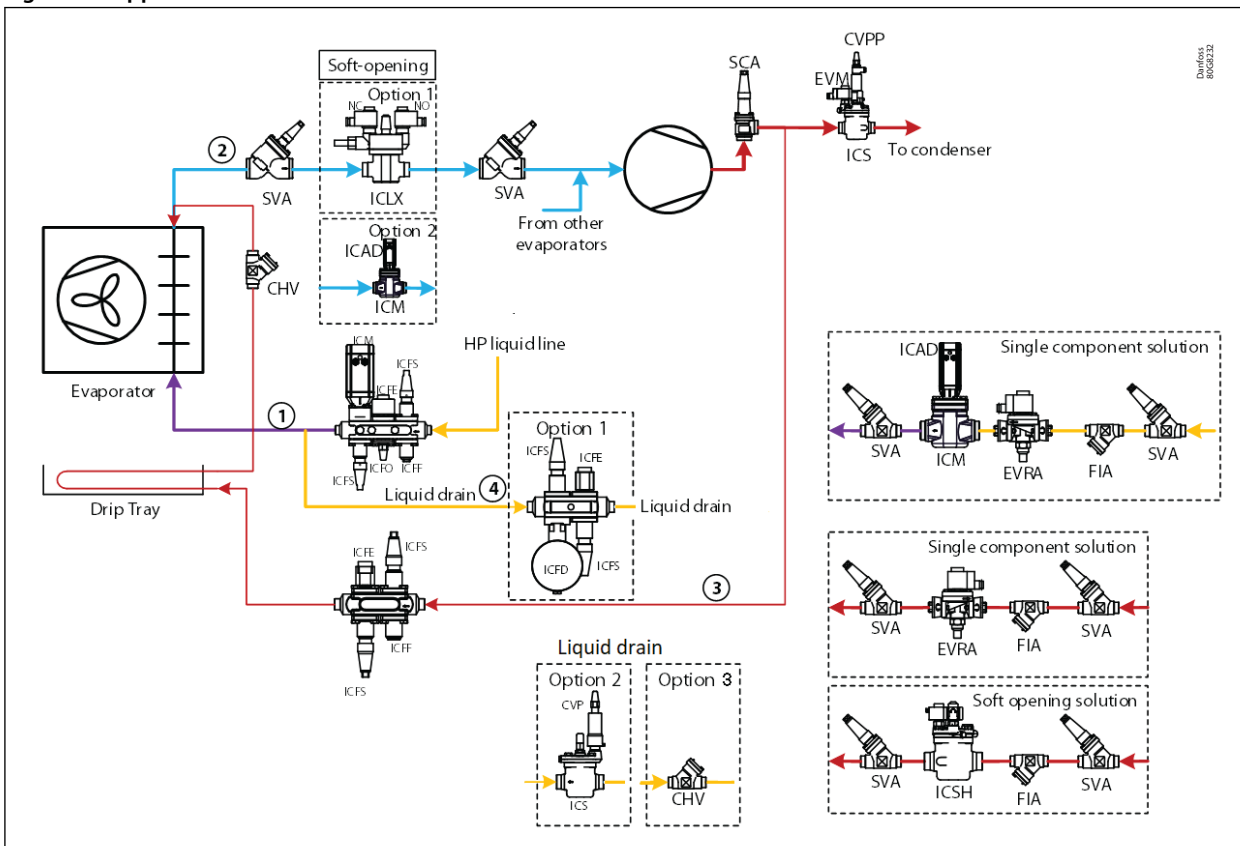 Soft-opening
Option 1
NC
NO
2
SVA
ICLX
SVA
SCA
CVPP
EVM
ICS
To condenser
Danfoss
80G8232
From other
evaporators
Option 2
ICAD
ICM
CHV
Evaporator
ICM
ICFE
ICFS
HP liquid line
1
ICFS
ICFO
ICFF
Liquid drain
4
Option 1
ICFS
ICFE
Liquid drain
ICFD
ICFS
Drip Tray
ICFE
ICFS
3
ICFF
ICFS
Liquid drain
Option 2
CVP
ICS
Option 3
CHV
Single component solution
ICAD
SVA
ICM
EVRA
FIA
SVA
Single component solution
SVA
EVRA
FIA
SVA
Soft opening solution
SVA
ICSH
FIA
SVA